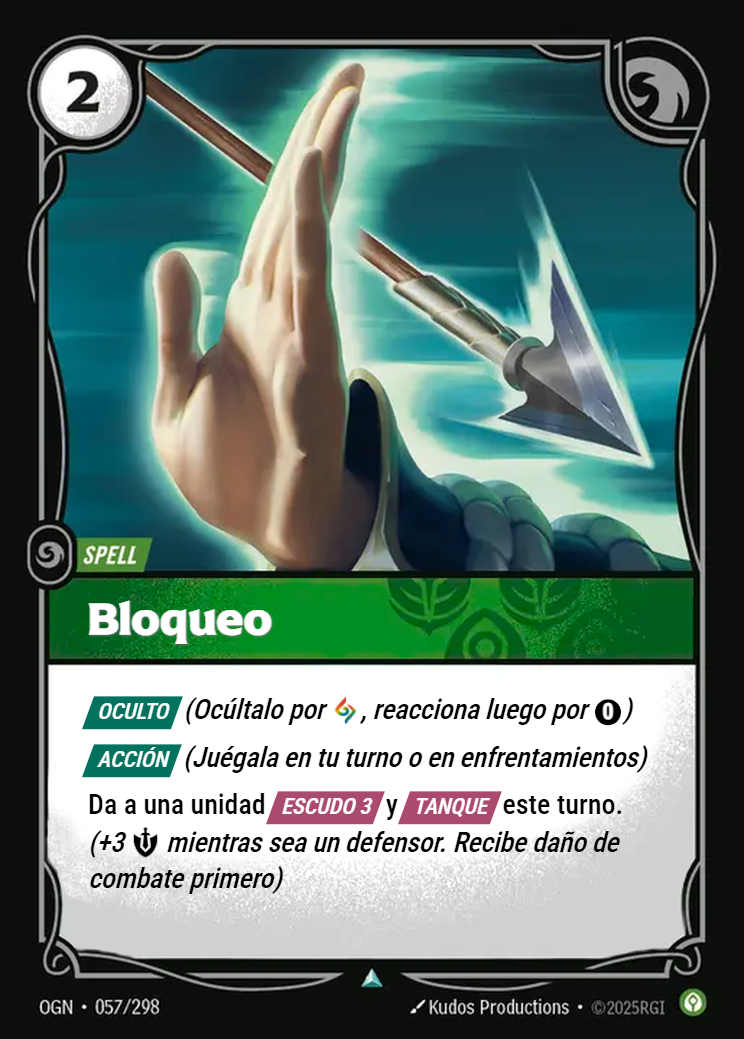 2
SPELL
Bloqueo
OCULTO (Ocúltalo por , reacciona luego por 0)
ACCIÓN (Juégala en tu turno o en enfrentamientos)
Da a una unidad ESCUDO 3 y TANQUE este turno.
(+3 mientras sea un defensor. Recibe daño de
combate primero)
OGN • 057/298
Kudos Productions • ©2025RGI